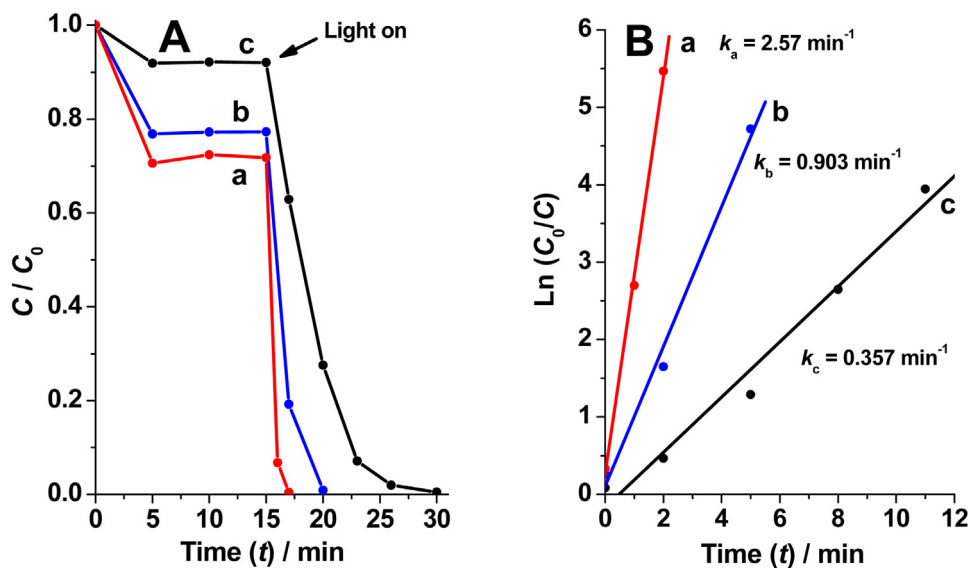 A
c
Light on
b
a
1.0
0.8
0.6
0.4
0.2
0.0
C / C₀
0 5 10 15 20 25 30
Time (t) / min
B
a
kₐ = 2.57 min⁻¹
b
k_b = 0.903 min⁻¹
c
k_c = 0.357 min⁻¹
6
5
4
3
2
1
0
Ln (C₀/C)
0 2 4 6 8 10 12
Time (t) / min